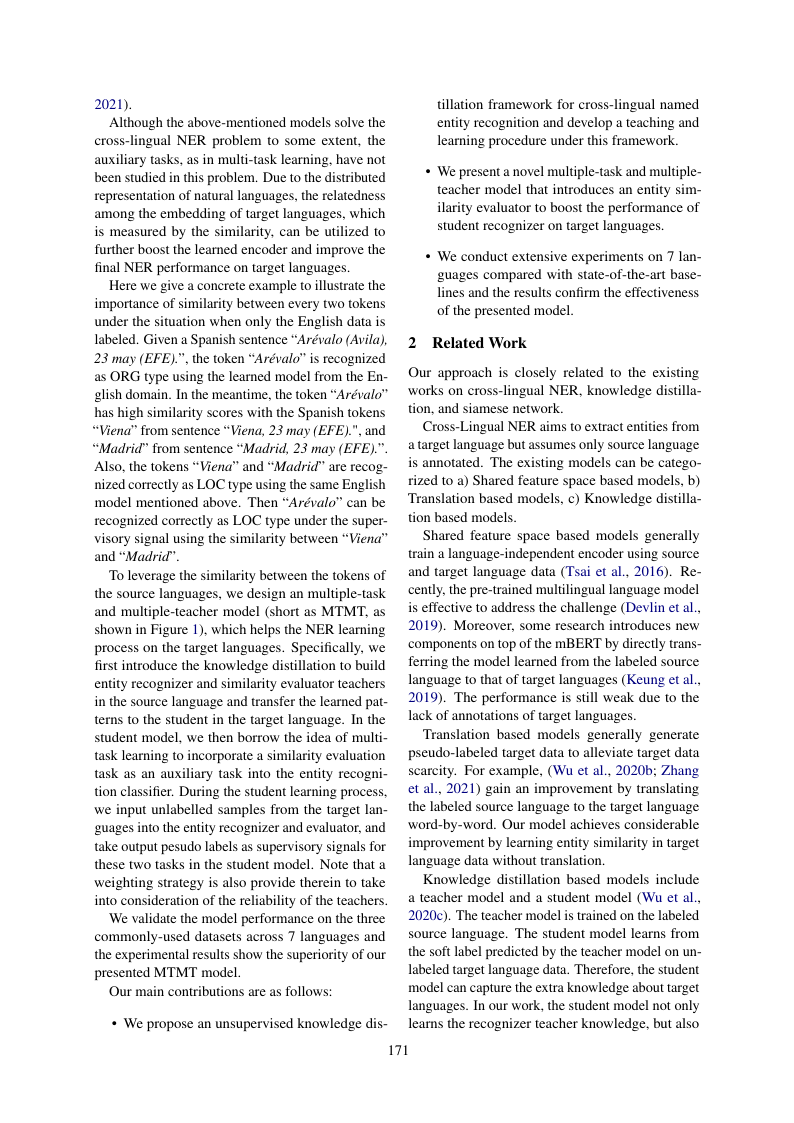 2021).
Although the above-mentioned models solve the
cross-lingual NER problem to some extent, the
auxiliary tasks, as in multi-task learning, have not
been studied in this problem. Due to the distributed
representation of natural languages, the relatedness
among the embedding of target languages, which
is measured by the similarity, can be utilized to
further boost the learned encoder and improve the
final NER performance on target languages.
Here we give a concrete example to illustrate the
importance of similarity between every two tokens
under the situation when only the English data is
labeled. Given a Spanish sentence “Arévalo (Avila),
23 may (EFE).”, the token “Arévalo” is recognized
as ORG type using the learned model from the En-
glish domain. In the meantime, the token “Arévalo”
has high similarity scores with the Spanish tokens
“Viena” from sentence “Viena, 23 may (EFE).", and
“Madrid” from sentence “Madrid, 23 may (EFE).”.
Also, the tokens “Viena” and “Madrid” are recog-
nized correctly as LOC type using the same English
model mentioned above. Then “Arévalo” can be
recognized correctly as LOC type under the super-
visory signal using the similarity between “Viena”
and “Madrid”.
To leverage the similarity between the tokens of
the source languages, we design an multiple-task
and multiple-teacher model (short as MTMT, as
shown in Figure 1), which helps the NER learning
process on the target languages. Specifically, we
first introduce the knowledge distillation to build
entity recognizer and similarity evaluator teachers
in the source language and transfer the learned pat-
terns to the student in the target language. In the
student model, we then borrow the idea of multi-
task learning to incorporate a similarity evaluation
task as an auxiliary task into the entity recogni-
tion classifier. During the student learning process,
we input unlabelled samples from the target lan-
guages into the entity recognizer and evaluator, and
take output pesudo labels as supervisory signals for
these two tasks in the student model. Note that a
weighting strategy is also provide therein to take
into consideration of the reliability of the teachers.
We validate the model performance on the three
commonly-used datasets across 7 languages and
the experimental results show the superiority of our
presented MTMT model.
Our main contributions are as follows:
• We propose an unsupervised knowledge dis-
tillation framework for cross-lingual named
entity recognition and develop a teaching and
learning procedure under this framework.
• We present a novel multiple-task and multiple-
teacher model that introduces an entity sim-
ilarity evaluator to boost the performance of
student recognizer on target languages.
• We conduct extensive experiments on 7 lan-
guages compared with state-of-the-art base-
lines and the results confirm the effectiveness
of the presented model.
2 Related Work
Our approach is closely related to the existing
works on cross-lingual NER, knowledge distilla-
tion, and siamese network.
Cross-Lingual NER aims to extract entities from
a target language but assumes only source language
is annotated. The existing models can be catego-
rized to a) Shared feature space based models, b)
Translation based models, c) Knowledge distilla-
tion based models.
Shared feature space based models generally
train a language-independent encoder using source
and target language data (Tsai et al., 2016). Re-
cently, the pre-trained multilingual language model
is effective to address the challenge (Devlin et al.,
2019). Moreover, some research introduces new
components on top of the mBERT by directly trans-
ferring the model learned from the labeled source
language to that of target languages (Keung et al.,
2019). The performance is still weak due to the
lack of annotations of target languages.
Translation based models generally generate
pseudo-labeled target data to alleviate target data
scarcity. For example, (Wu et al., 2020b; Zhang
et al., 2021) gain an improvement by translating
the labeled source language to the target language
word-by-word. Our model achieves considerable
improvement by learning entity similarity in target
language data without translation.
Knowledge distillation based models include
a teacher model and a student model (Wu et al.,
2020c). The teacher model is trained on the labeled
source language. The student model learns from
the soft label predicted by the teacher model on un-
labeled target language data. Therefore, the student
model can capture the extra knowledge about target
languages. In our work, the student model not only
learns the recognizer teacher knowledge, but also
171